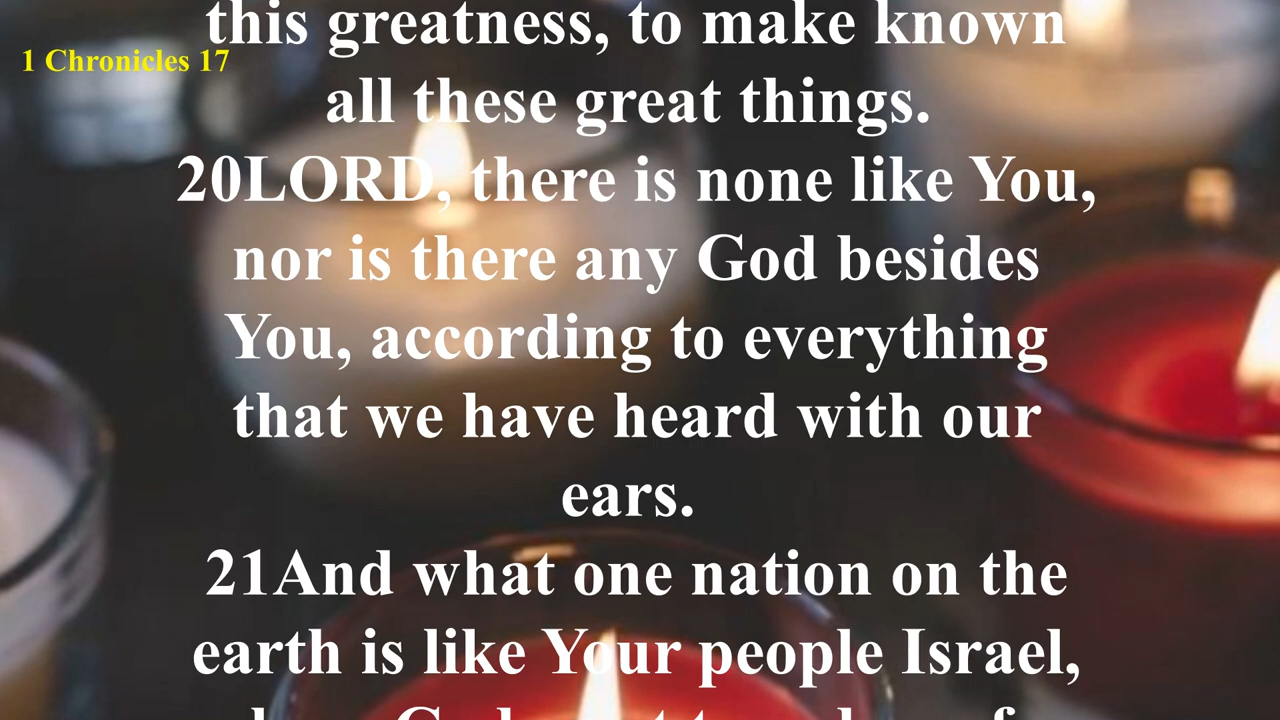 this greatness, to make known
1 Chronicles 17
all these great things.
20LORD, there is none like You,
nor is there any God besides
You, according to everything
that we have heard with our
ears.
21And what one nation on the
earth is like Your people Israel,